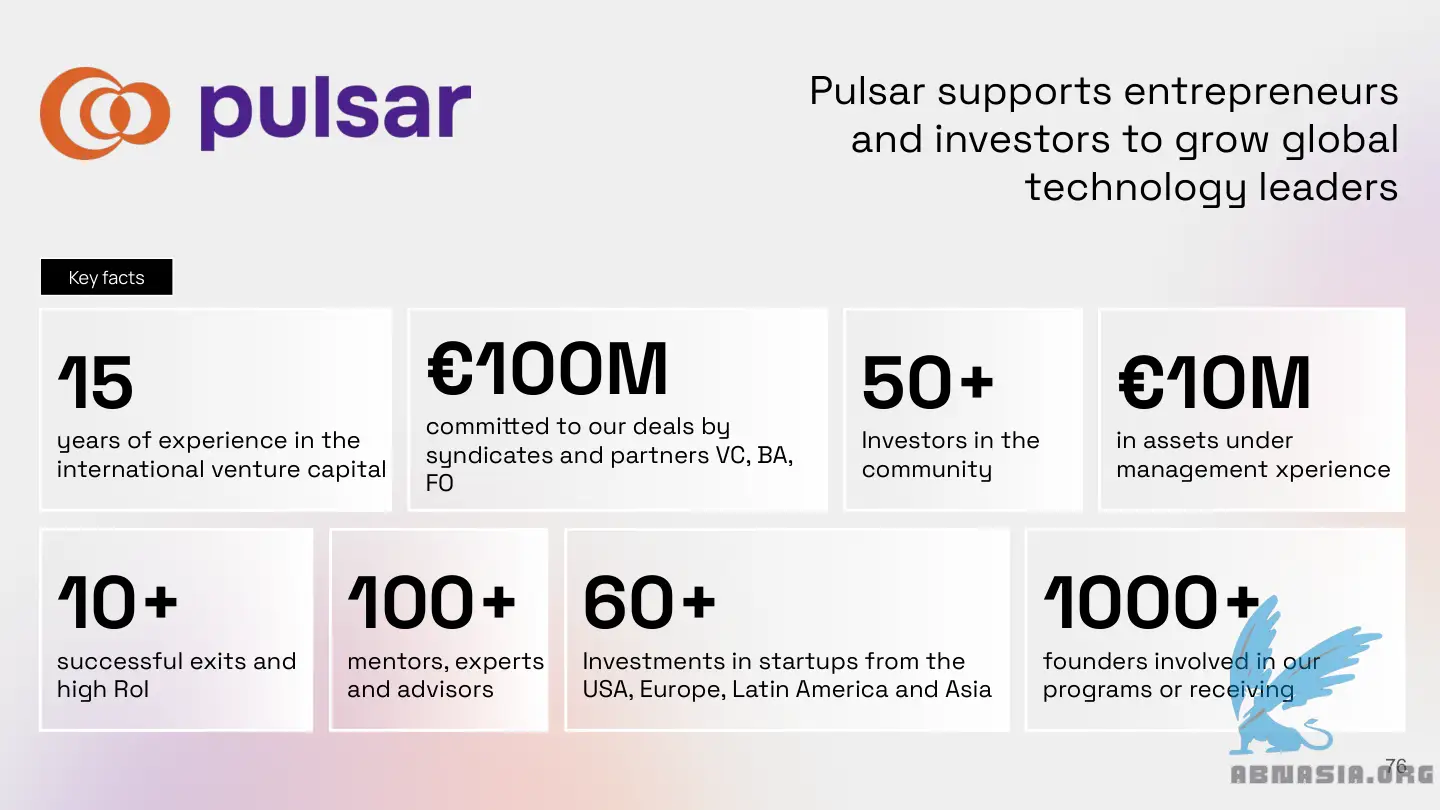 pulsar
Pulsar supports entrepreneurs
and investors to grow global
technology leaders
Key facts
15
years of experience in the
international venture capital
€100M
committed to our deals by
syndicates and partners VC, BA,
FO
50+
Investors in the
community
€10M
in assets under
management xperience
10+
successful exits and
high RoI
100+
mentors, experts
and advisors
60+
Investments in startups from the
USA, Europe, Latin America and Asia
1000+
founders involved in our
programs or receiving
76
ABNASIA.ORG